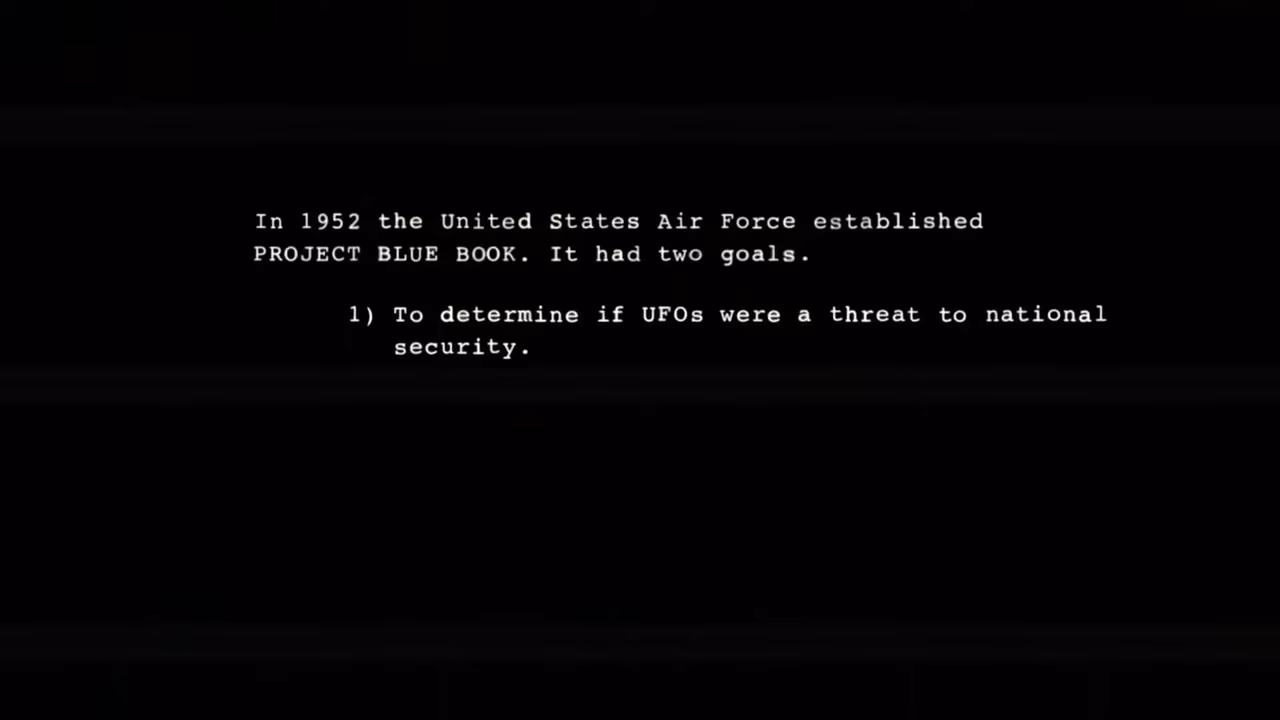 In 1952 the United States Air Force established
PROJECT BLUE BOOK. It had two goals.
1) To determine if UFOs were a threat to national
security.